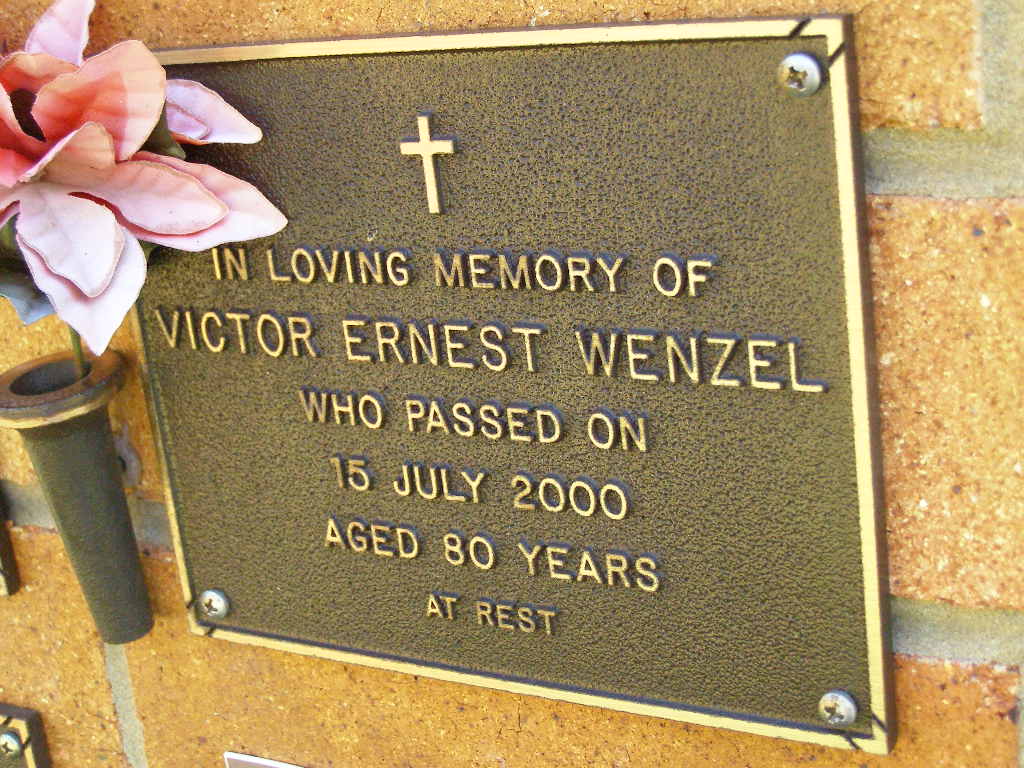 IN LOVING MEMORY OF
VICTOR ERNEST WENZEL
WHO PASSED ON
15 JULY 2000
AGED 80 YEARS
AT REST